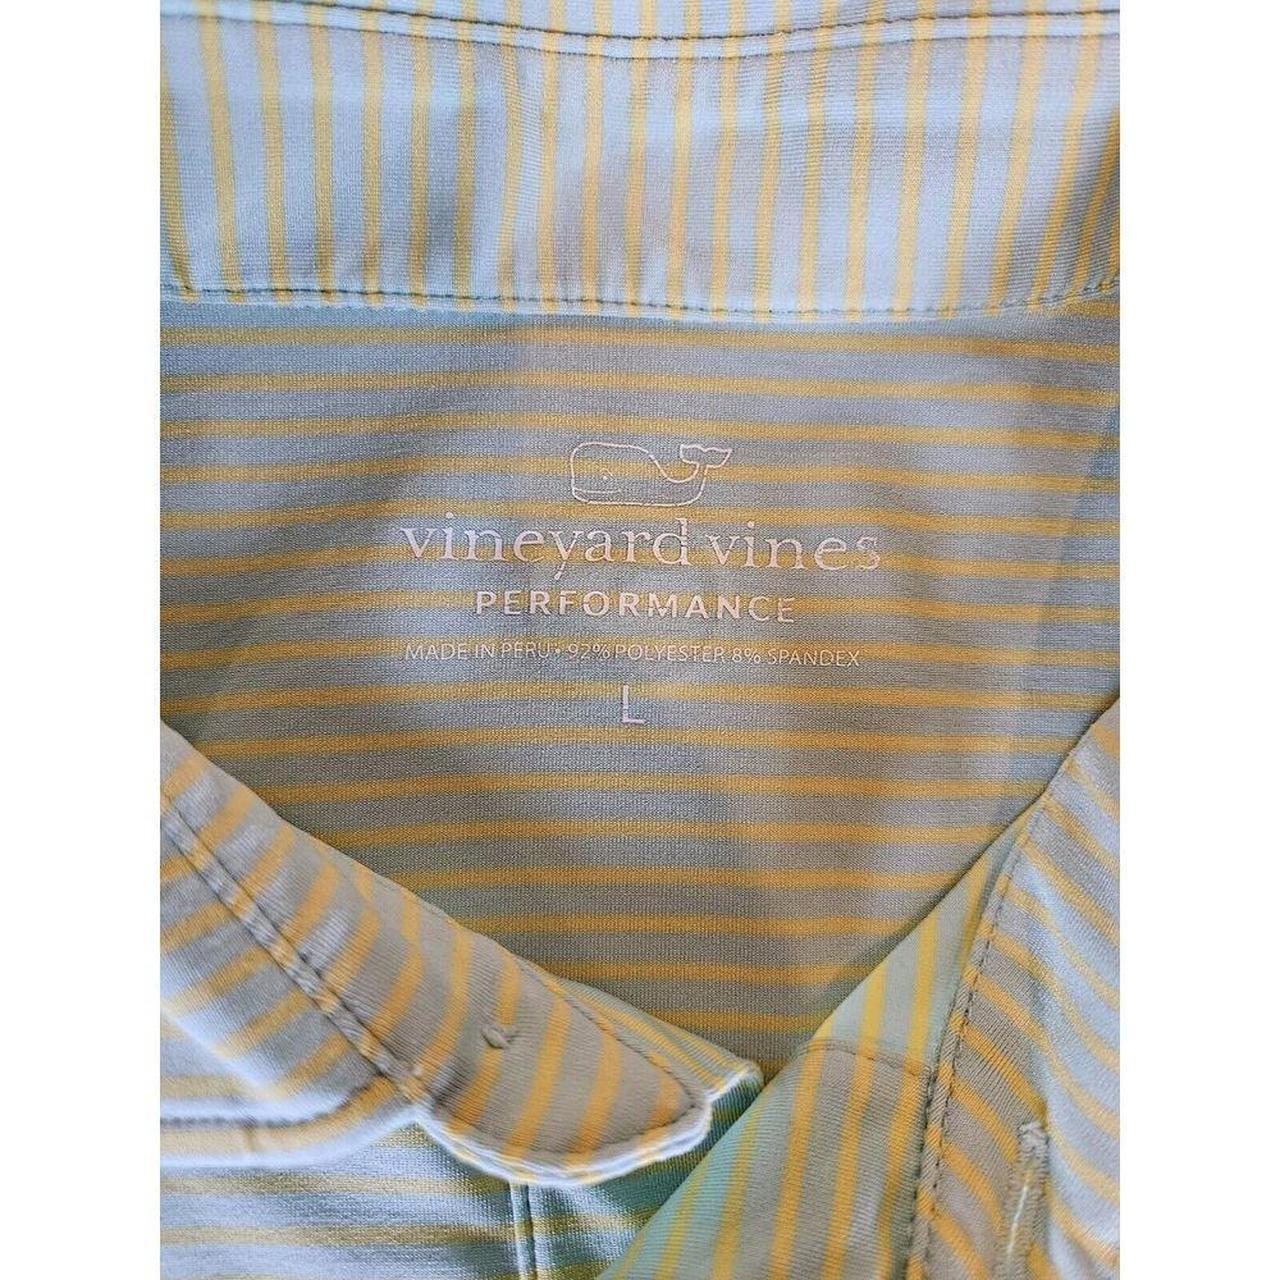 vineyard vines
PERFORMANCE
MADE IN PERU • 92% POLYESTER 8% SPANDEX
L